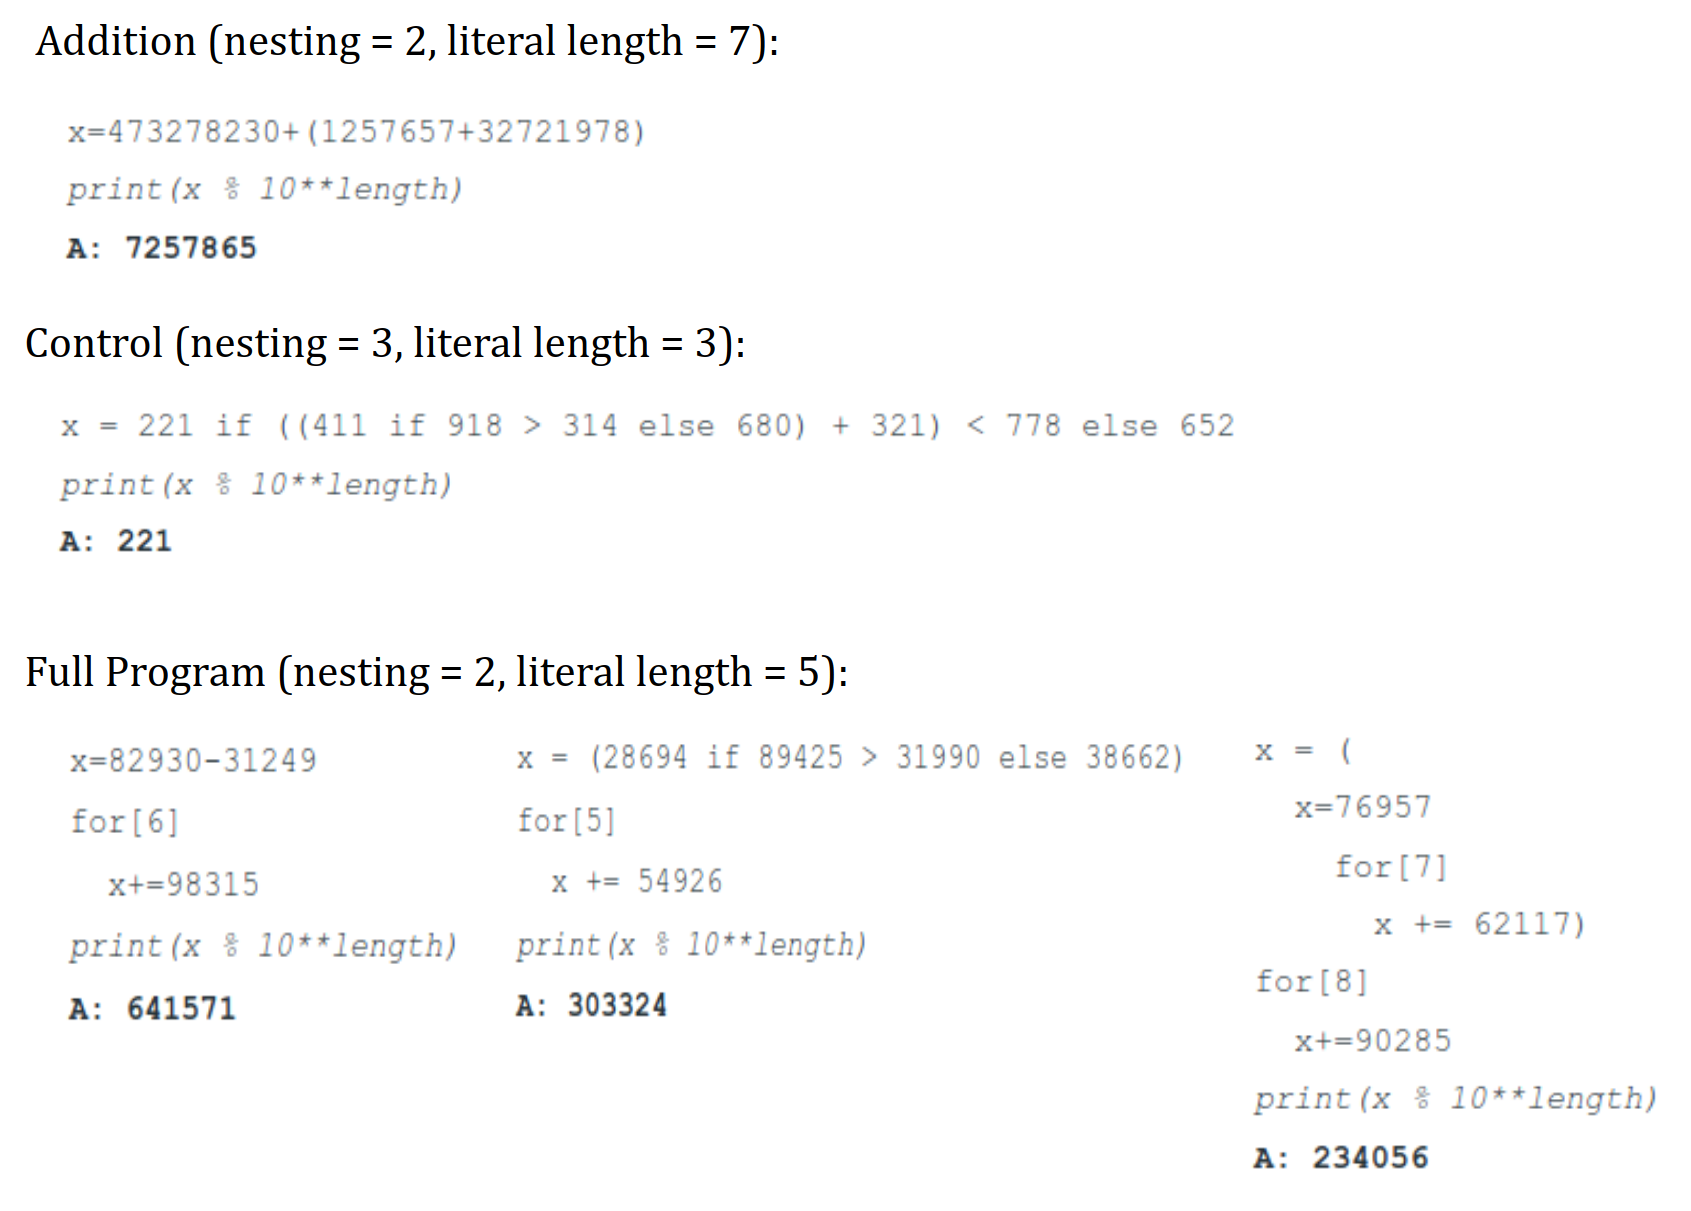 Addition (nesting = 2, literal length = 7):
x=473278230+(1257657+32721978)
print(x % 10**length)
A: 7257865
Control (nesting = 3, literal length = 3):
x = 221 if ((411 if 918 > 314 else 680) + 321) < 778 else 652
print(x % 10**length)
A: 221
Full Program (nesting = 2, literal length = 5):
x=82930-31249
for[6]
x+=98315
print(x % 10**length)
A: 641571
x = (28694 if 89425 > 31990 else 38662)
for[5]
x += 54926
print(x % 10**length)
A: 303324
x = (
x=76957
for[7]
x += 62117)
for[8]
x+=90285
print(x % 10**length)
A: 234056